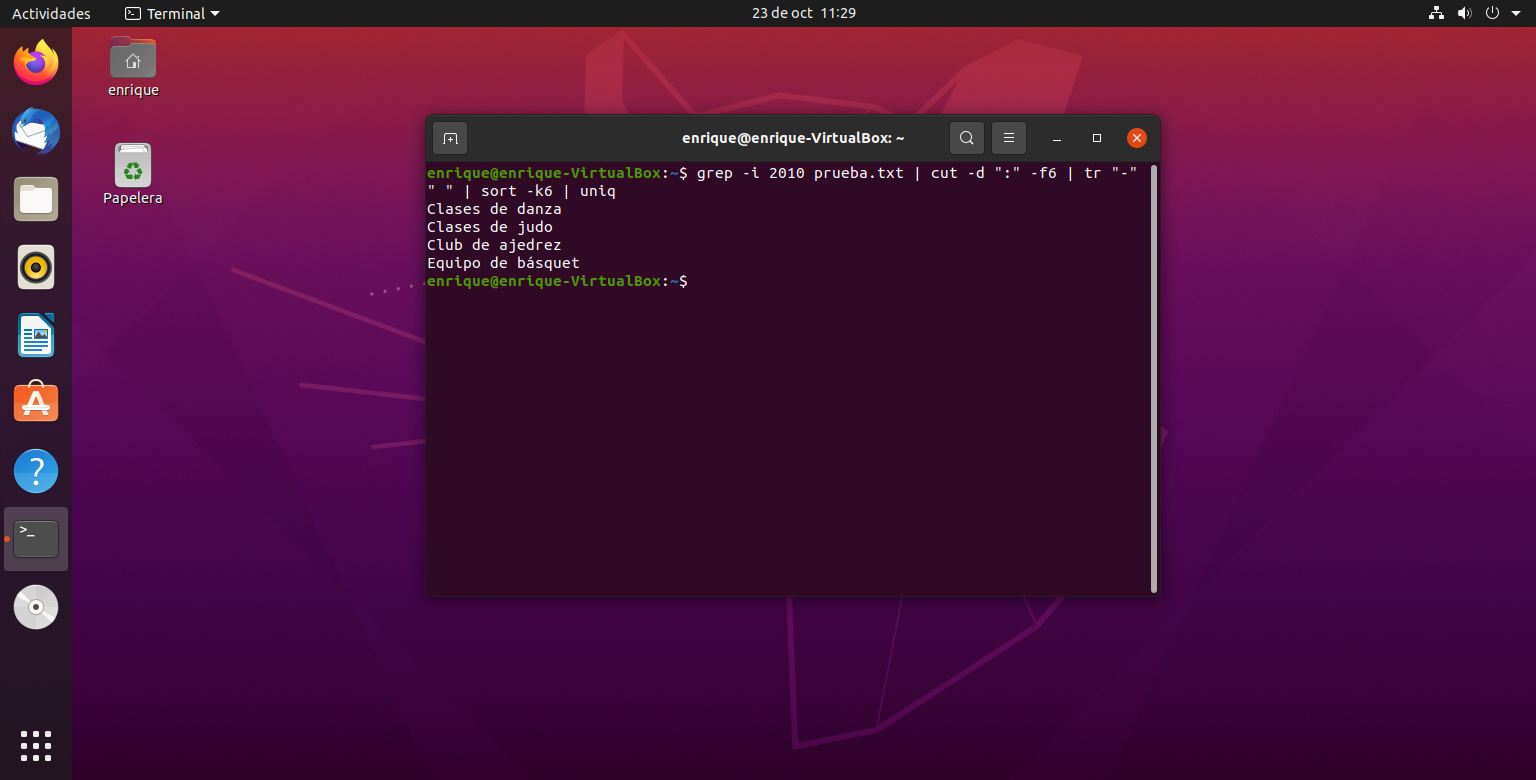 Actividades
Terminal
23 de oct 11:29
enrique
Papelera
enrique@enrique-VirtualBox: ~
enrique@enrique-VirtualBox:~$ grep -i 2010 prueba.txt | cut -d ":" -f6 | tr "-"
" " | sort -k6 | uniq
Clases de danza
Clases de judo
Club de ajedrez
Equipo de básquet
enrique@enrique-VirtualBox:~$